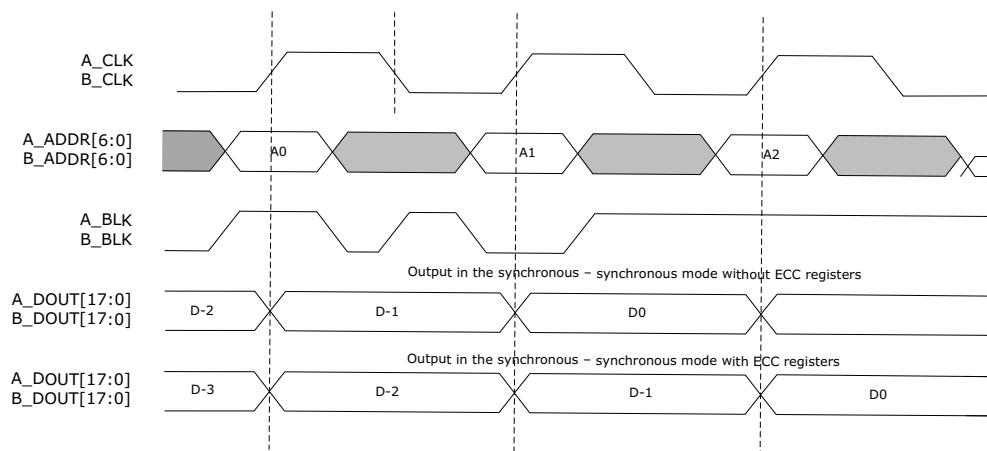 A_CLK
B_CLK
A_ADDR[6:0]
B_ADDR[6:0]
A0
A1
A2
A_BLK
B_BLK
Output in the synchronous – synchronous mode without ECC registers
A_DOUT[17:0]
B_DOUT[17:0]
D-2
D-1
D0
Output in the synchronous – synchronous mode with ECC registers
A_DOUT[17:0]
B_DOUT[17:0]
D-3
D-2
D-1
D0